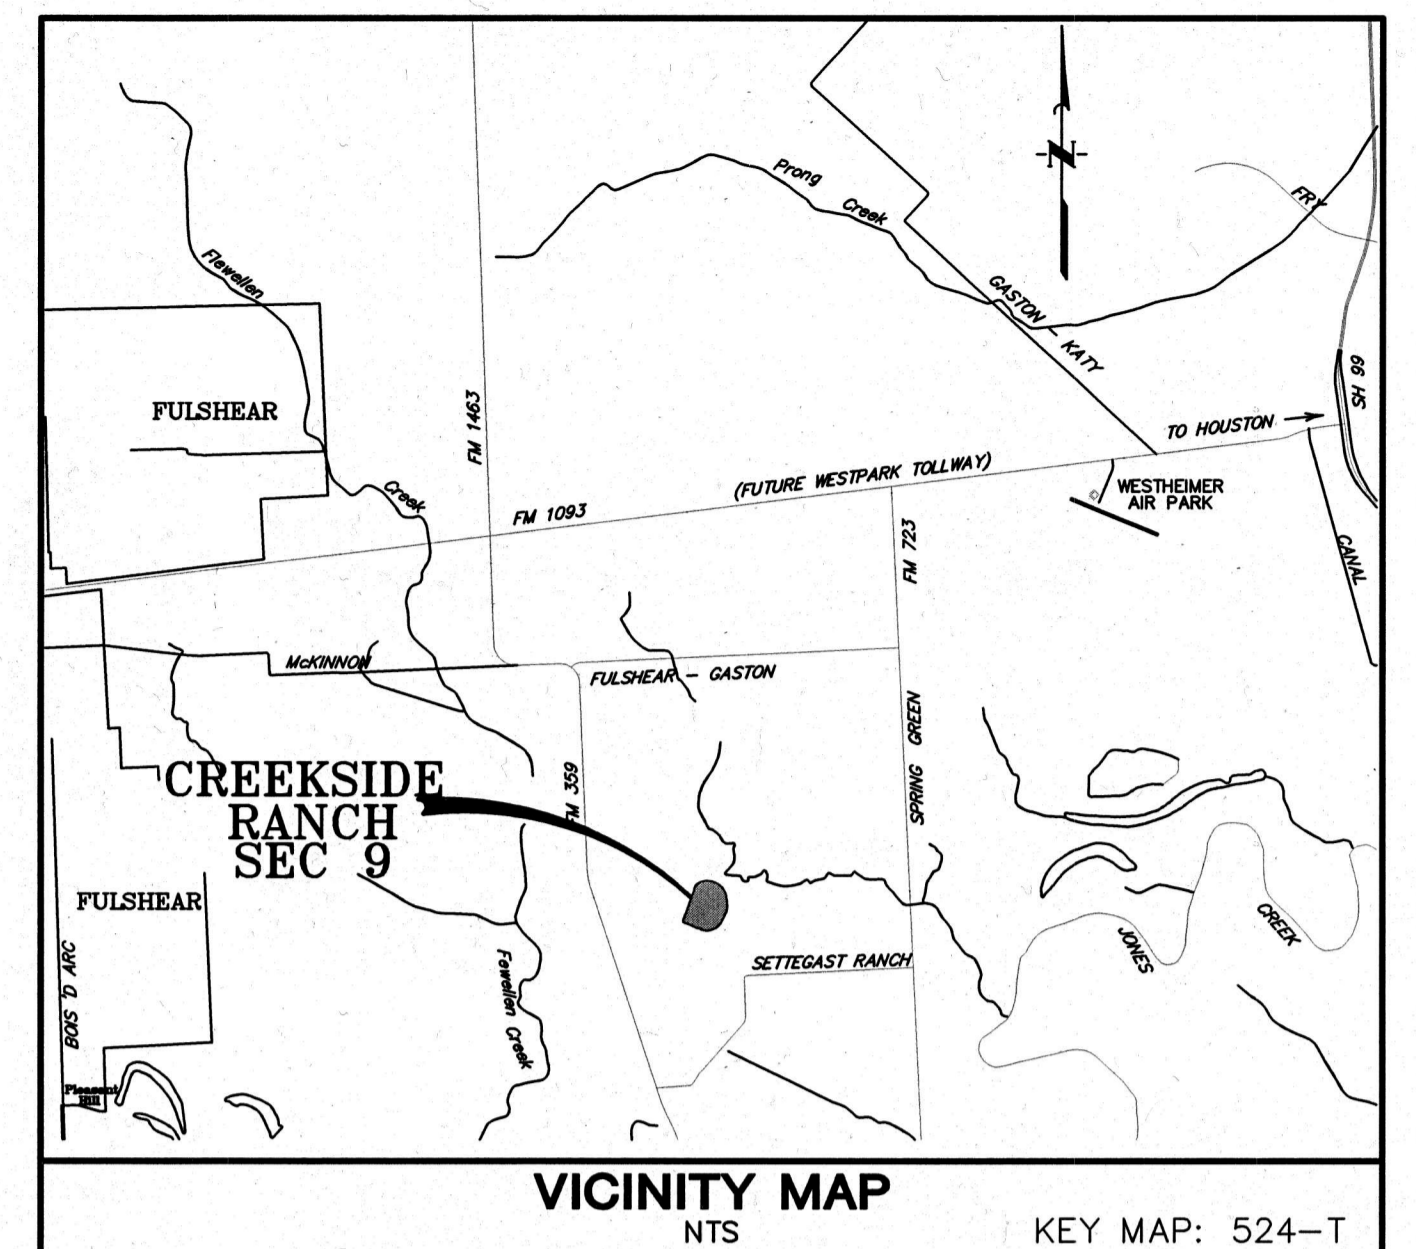 N
Prong
Creek
FRY
Flewellen
GASTON - KATY
FULSHEAR
FM 1463
SH 99
TO HOUSTON
(FUTURE WESTPARK TOLLWAY)
Creek
FM 1093
WESTHEIMER
AIR PARK
FM 723
CANAL
McKINNON
FULSHEAR - GASTON
SPRING GREEN
FM 359
CREEKSIDE
RANCH
SEC 9
FULSHEAR
BOIS 'D ARC
Fewellen Creek
SETTEGAST RANCH
JONES
CREEK
Pleasant
Hill
VICINITY MAP
NTS
KEY MAP: 524-T